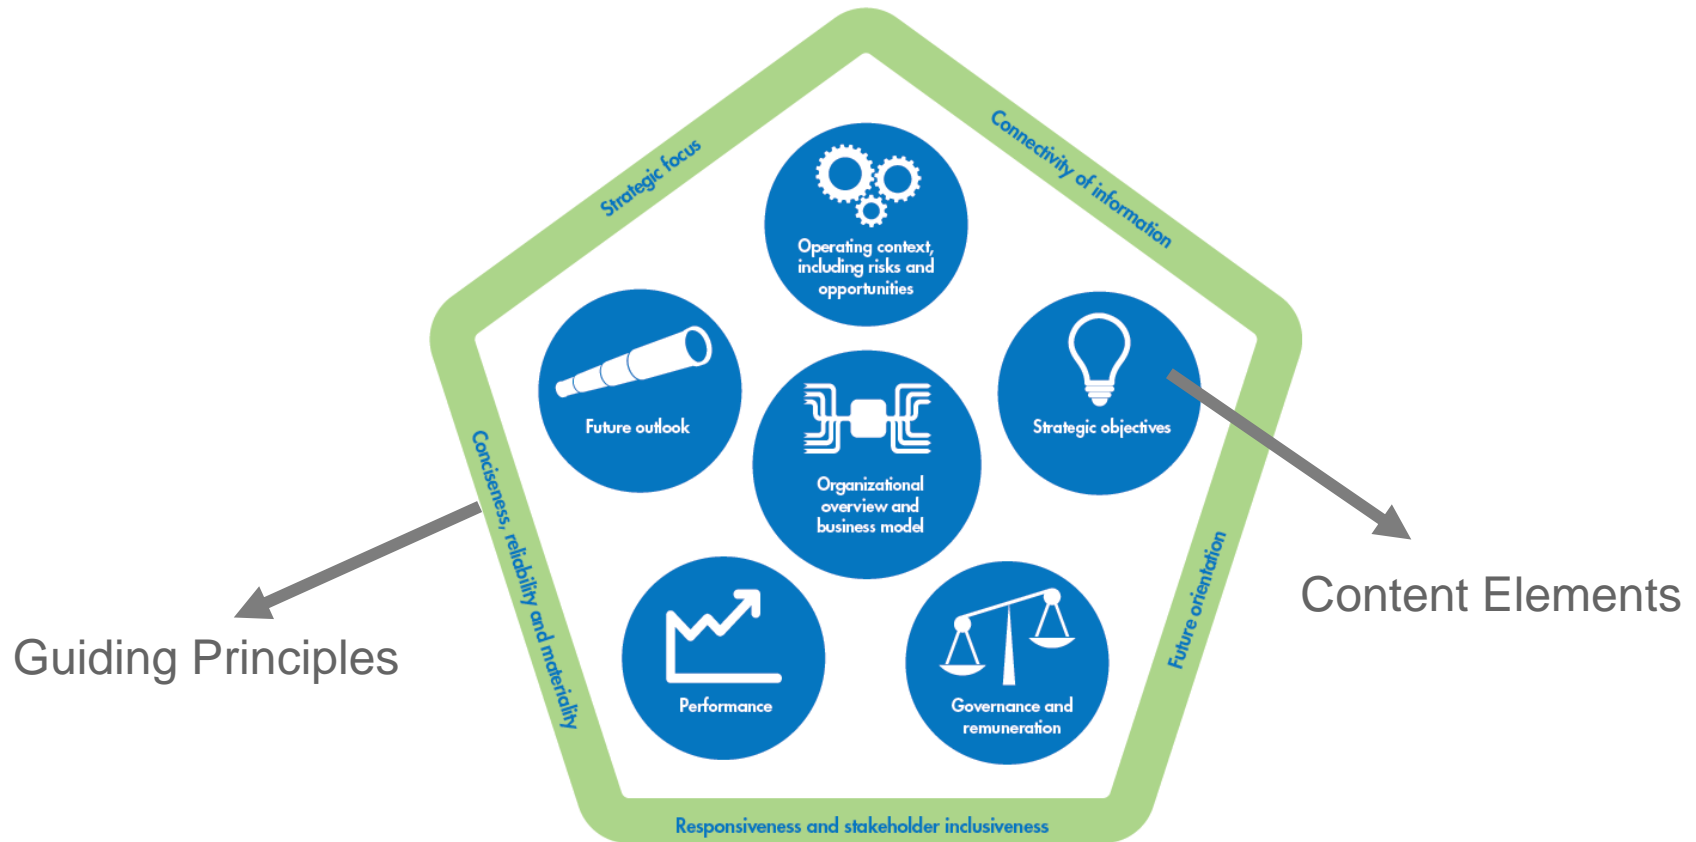 Strategic focus
Connectivity of information
Operating context,
including risks and
opportunities
Future outlook
Strategic objectives
Organizational
overview and
business model
Conciseness, reliability and materiality
Future orientation
Content Elements
Guiding Principles
Performance
Governance and
remuneration
Responsiveness and stakeholder inclusiveness